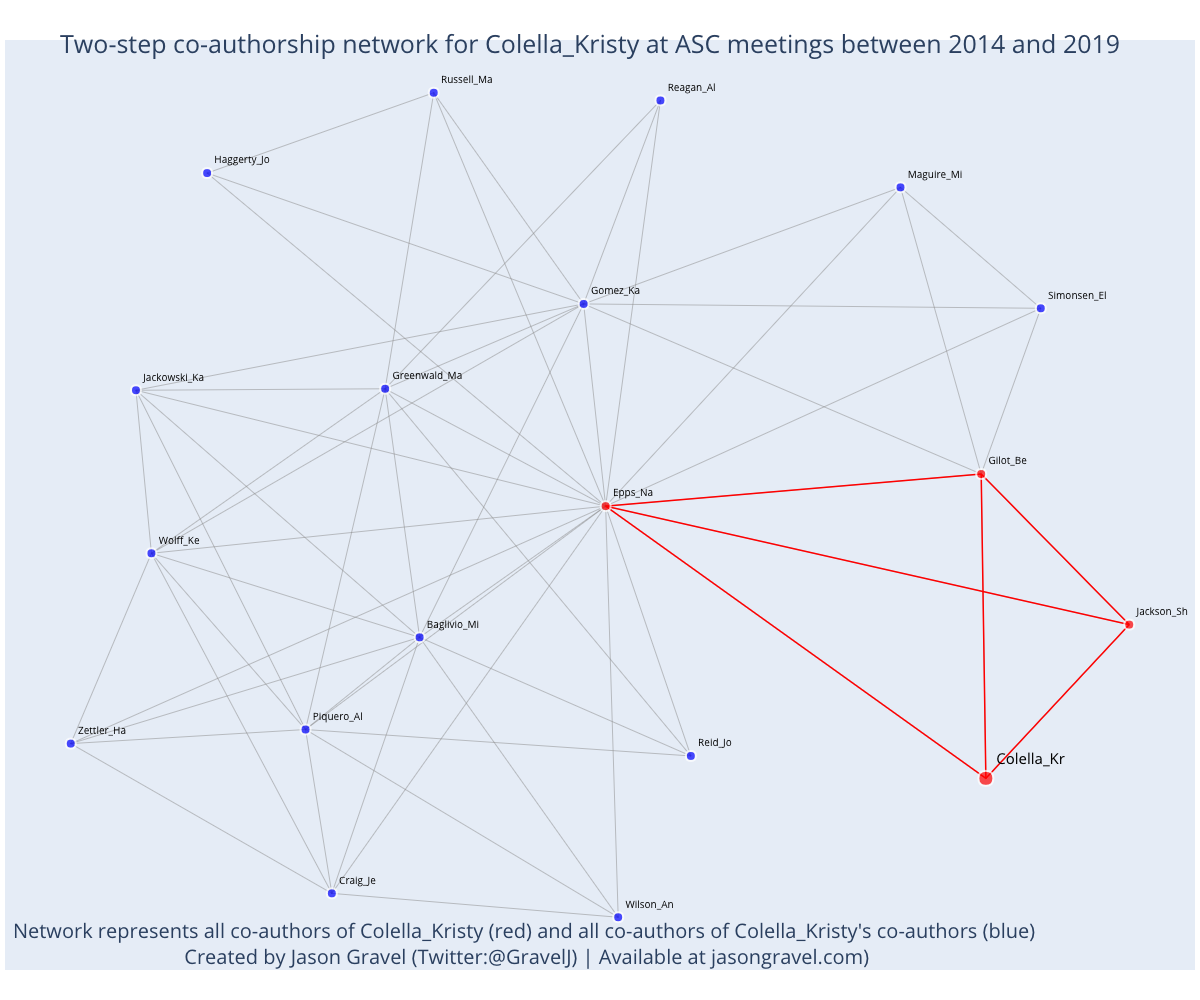 Two-step co-authorship network for Colella_Kristy at ASC meetings between 2014 and 2019
Russell_Ma
Reagan_Al
Haggerty_Jo
Maguire_Mi
Gomez_Ka
Simonsen_El
Jackowski_Ka
Greenwald_Ma
Gilot_Be
Epps_Na
Wolff_Ke
Jackson_Sh
Baglivio_Mi
Piquero_Al
Zettler_Ha
Reid_Jo
Colella_Kr
Craig_Je
Wilson_An
Network represents all co-authors of Colella_Kristy (red) and all co-authors of Colella_Kristy's co-authors (blue)
Created by Jason Gravel (Twitter:@GravelJ) | Available at jasongravel.com)